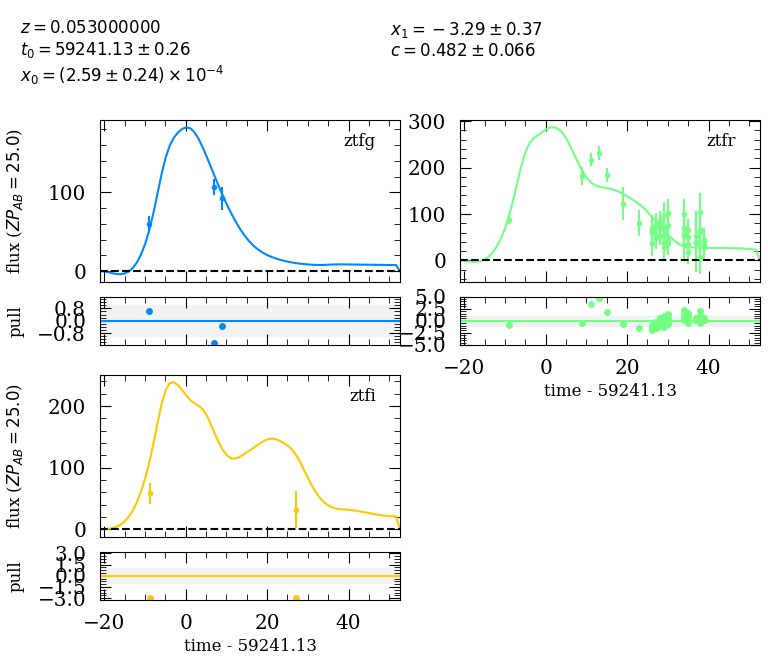 z = 0.053000000
t₀ = 59241.13 ± 0.26
x₀ = (2.59 ± 0.24) × 10⁻⁴
x₁ = −3.29 ± 0.37
c = 0.482 ± 0.066
ztfg
flux (ZP_AB = 25.0)
100
0
ztfr
300
200
100
0
pull
0.8
0.0
−0.8
5.0
2.5
0.0
−2.5
−5.0
−20 0 20 40
time - 59241.13
ztfi
flux (ZP_AB = 25.0)
200
100
0
pull
3.0
1.5
0.0
−1.5
−3.0
−20 0 20 40
time - 59241.13